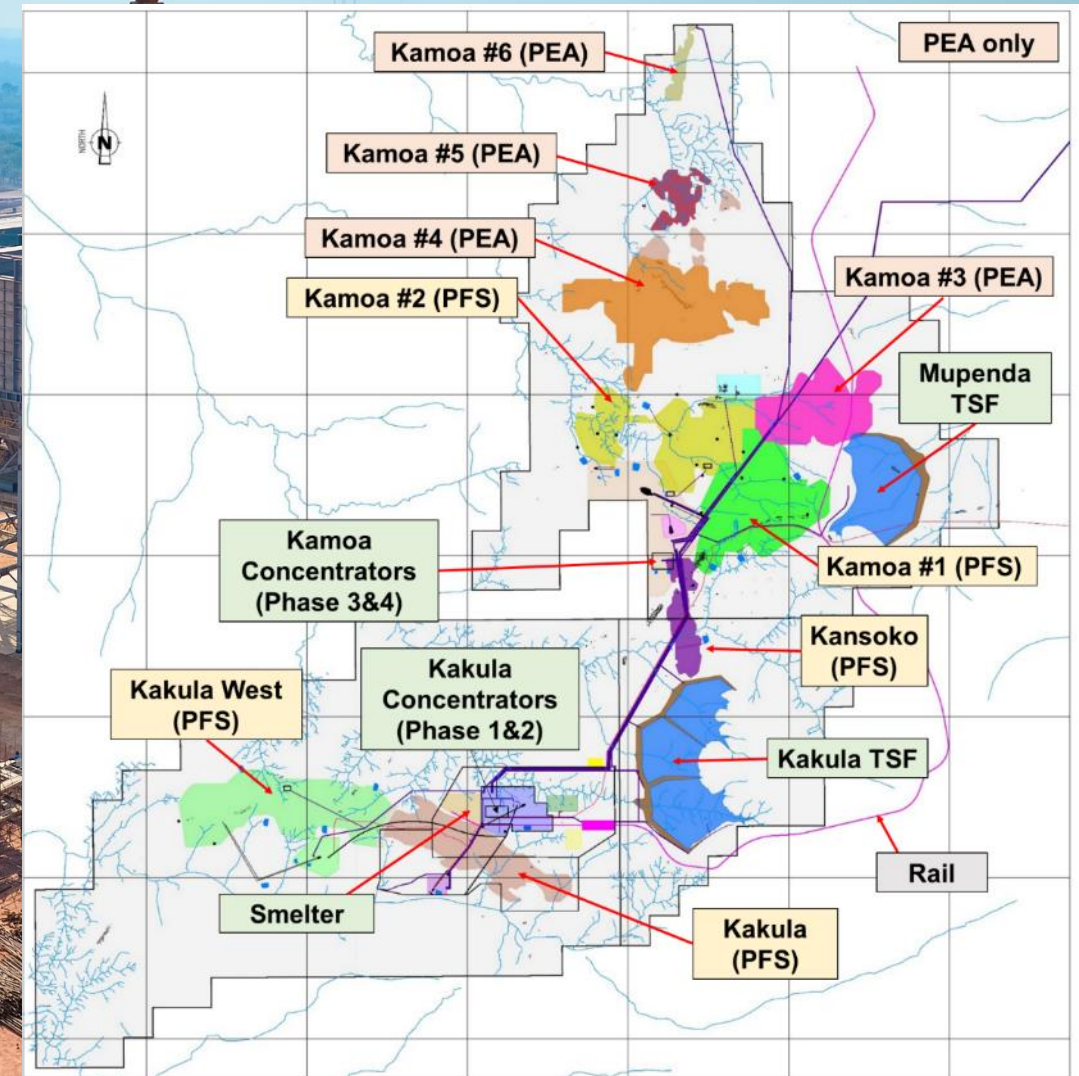 Kamoa #6 (PEA)
PEA only
NORTH
N
Kamoa #5 (PEA)
Kamoa #4 (PEA)
Kamoa #2 (PFS)
Kamoa #3 (PEA)
Mupenda
TSF
Kamoa
Concentrators
(Phase 3&4)
Kamoa #1 (PFS)
Kansoko
(PFS)
Kakula West
(PFS)
Kakula
Concentrators
(Phase 1&2)
Kakula TSF
Rail
Smelter
Kakula
(PFS)